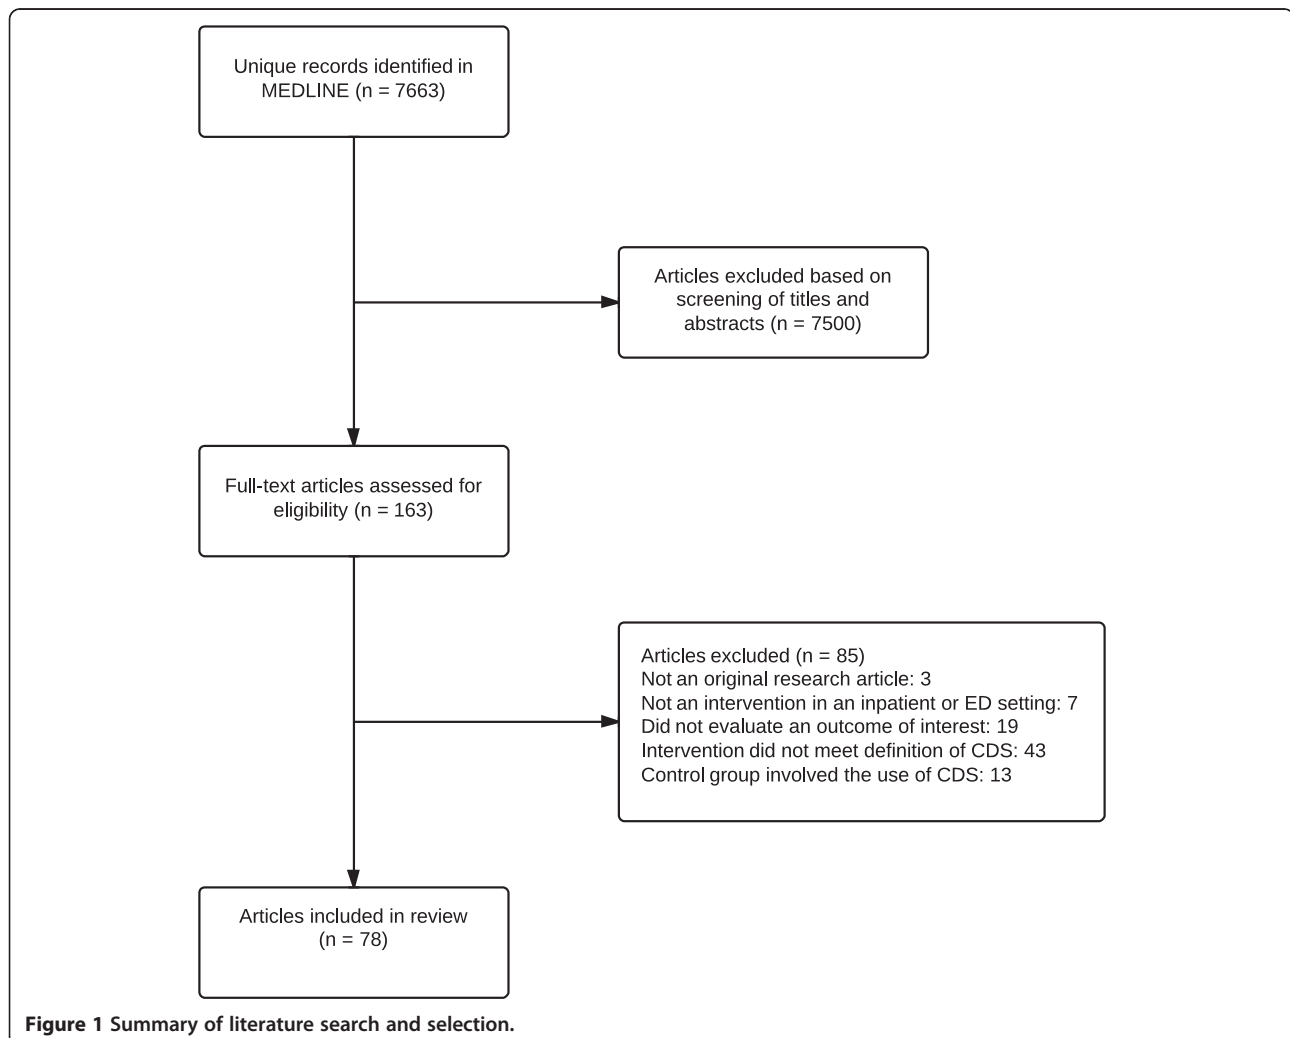 Unique records identified in
MEDLINE (n = 7663)
Articles excluded based on
screening of titles and
abstracts (n = 7500)
Full-text articles assessed for
eligibility (n = 163)
Articles excluded (n = 85)
Not an original research article: 3
Not an intervention in an inpatient or ED setting: 7
Did not evaluate an outcome of interest: 19
Intervention did not meet definition of CDS: 43
Control group involved the use of CDS: 13
Articles included in review
(n = 78)
Figure 1 Summary of literature search and selection.